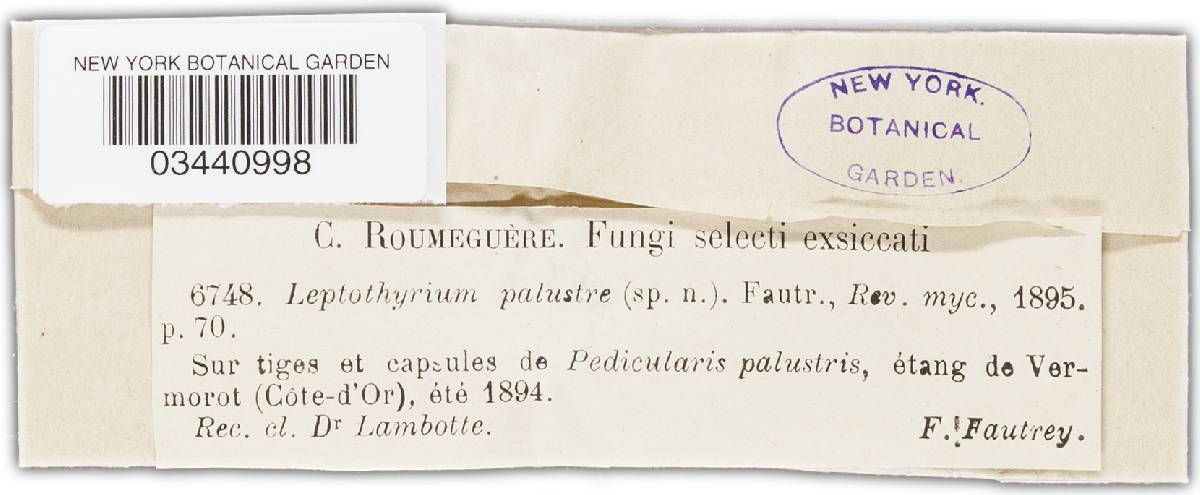 NEW YORK BOTANICAL GARDEN
03440998
NEW YORK.
BOTANICAL
GARDEN.
C. ROUMEGUÈRE. Fungi selecti exsiccati
6748. Leptothyrium palustre (sp. n.). Fautr., Rev. myc., 1895.
p. 70.
Sur tiges et capsules de Pedicularis palustris, étang de Ver-
morot (Côte-d'Or), été 1894.
Rec. cl. Dr Lambotte. F. Fautrey.